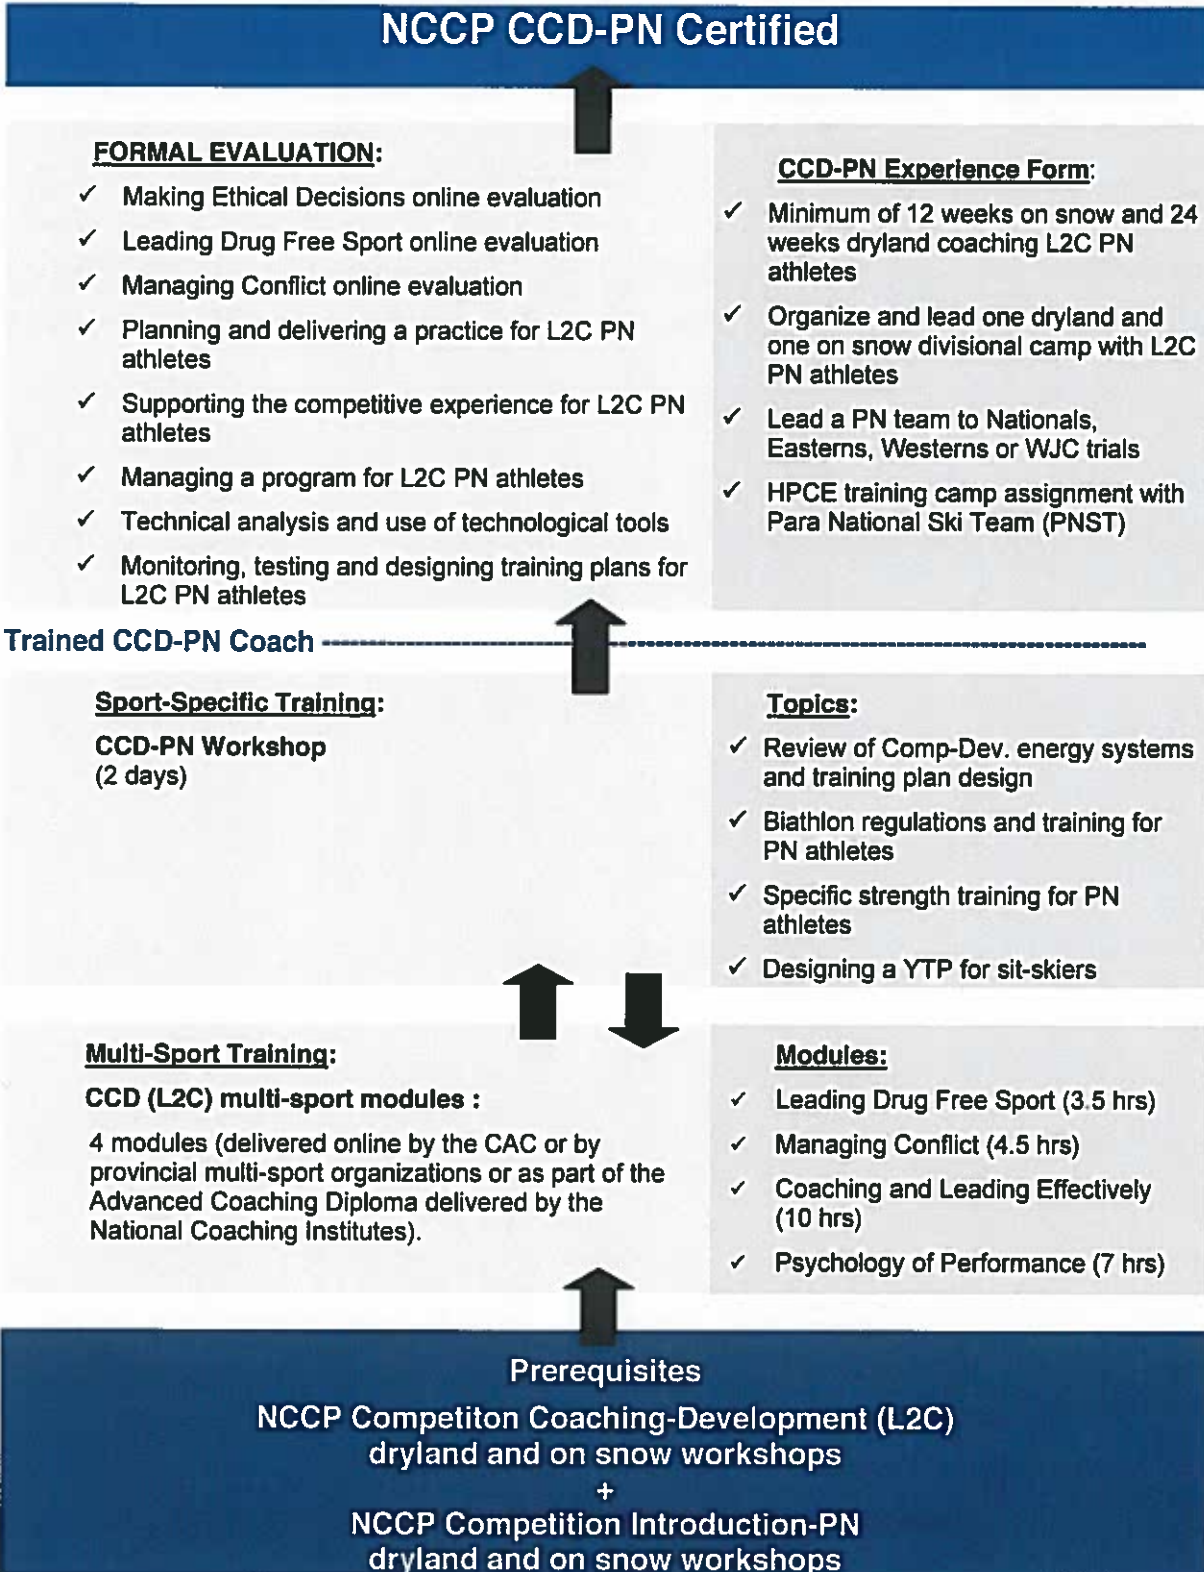 NCCP CCD-PN Certified
FORMAL EVALUATION:
✓ Making Ethical Decisions online evaluation
✓ Leading Drug Free Sport online evaluation
✓ Managing Conflict online evaluation
✓ Planning and delivering a practice for L2C PN
athletes
✓ Supporting the competitive experience for L2C PN
athletes
✓ Managing a program for L2C PN athletes
✓ Technical analysis and use of technological tools
✓ Monitoring, testing and designing training plans for
L2C PN athletes
CCD-PN Experience Form:
✓ Minimum of 12 weeks on snow and 24
weeks dryland coaching L2C PN
athletes
✓ Organize and lead one dryland and
one on snow divisional camp with L2C
PN athletes
✓ Lead a PN team to Nationals,
Easterns, Westerns or WJC trials
✓ HPCE training camp assignment with
Para National Ski Team (PNST)
Trained CCD-PN Coach
Sport-Specific Training:
CCD-PN Workshop
(2 days)
Topics:
✓ Review of Comp-Dev. energy systems
and training plan design
✓ Biathlon regulations and training for
PN athletes
✓ Specific strength training for PN
athletes
✓ Designing a YTP for sit-skiers
Multi-Sport Training:
CCD (L2C) multi-sport modules :
4 modules (delivered online by the CAC or by
provincial multi-sport organizations or as part of the
Advanced Coaching Diploma delivered by the
National Coaching Institutes).
Modules:
✓ Leading Drug Free Sport (3.5 hrs)
✓ Managing Conflict (4.5 hrs)
✓ Coaching and Leading Effectively
(10 hrs)
✓ Psychology of Performance (7 hrs)
Prerequisites
NCCP Competiton Coaching-Development (L2C)
dryland and on snow workshops
+
NCCP Competition Introduction-PN
dryland and on snow workshops